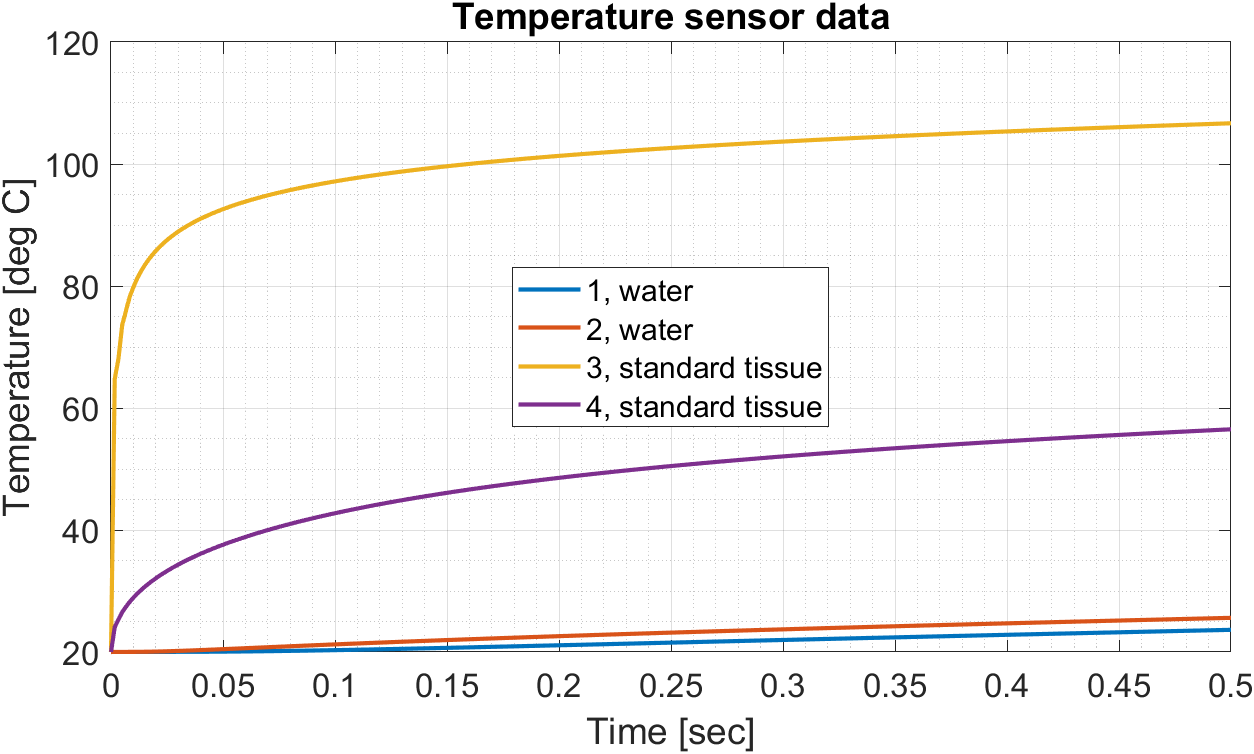 Temperature sensor data
120
100
80
60
40
20
Temperature [deg C]
1, water
2, water
3, standard tissue
4, standard tissue
0 0.05 0.1 0.15 0.2 0.25 0.3 0.35 0.4 0.45 0.5
Time [sec]